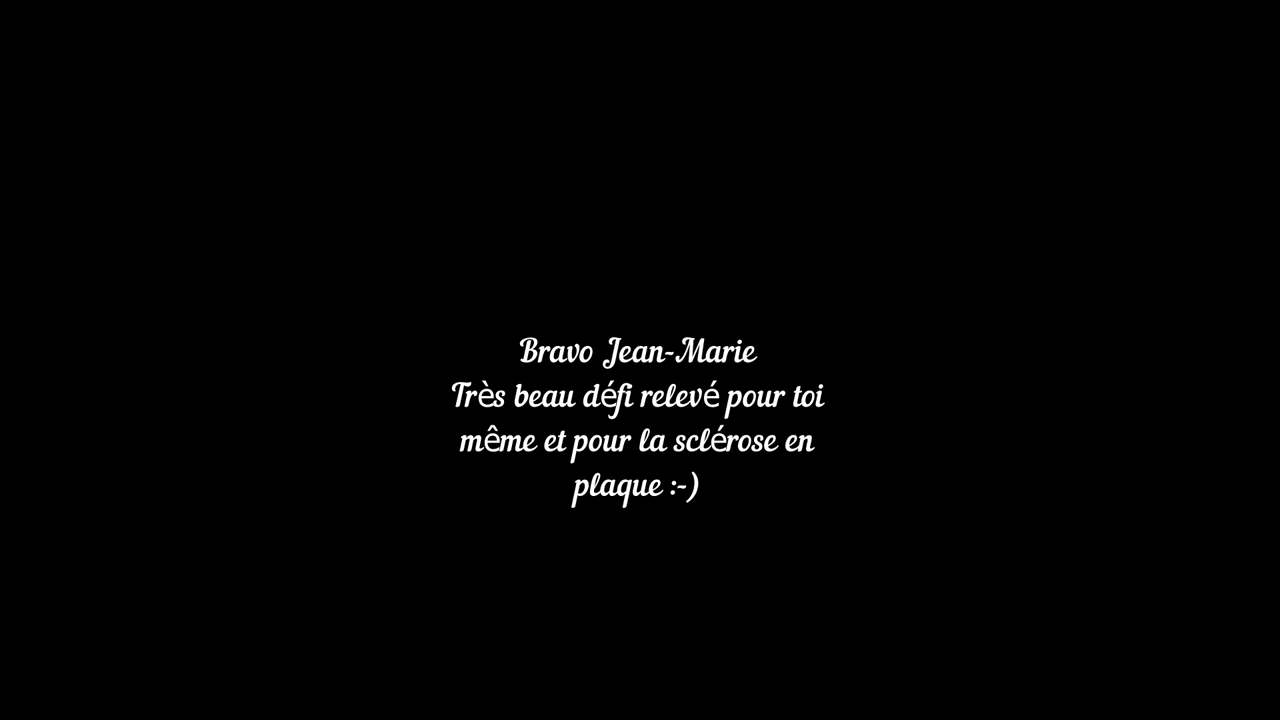 Bravo Jean-Marie
Très beau défi relevé pour toi
même et pour la sclérose en
plaque :-)